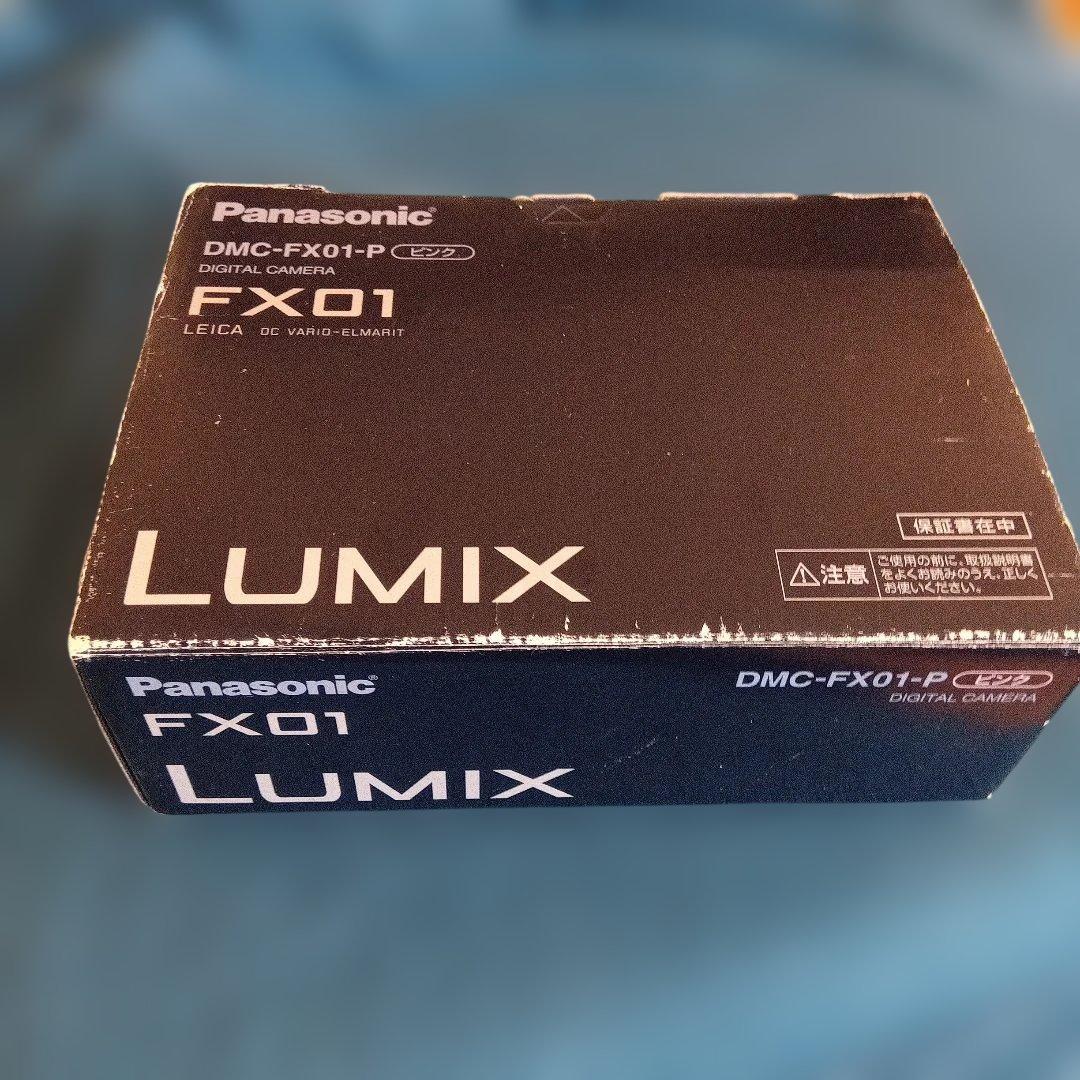 Panasonic®
DMC-FX01-P ピンク
DIGITAL CAMERA
FX01
LEICA DC VARIO-ELMARIT
LUMIX
保証書在中
⚠注意 ご使用の前に、取扱説明書
をよくお読みのうえ、正しく
お使いください。
Panasonic®
DMC-FX01-P ピンク
DIGITAL CAMERA
FX01
LUMIX